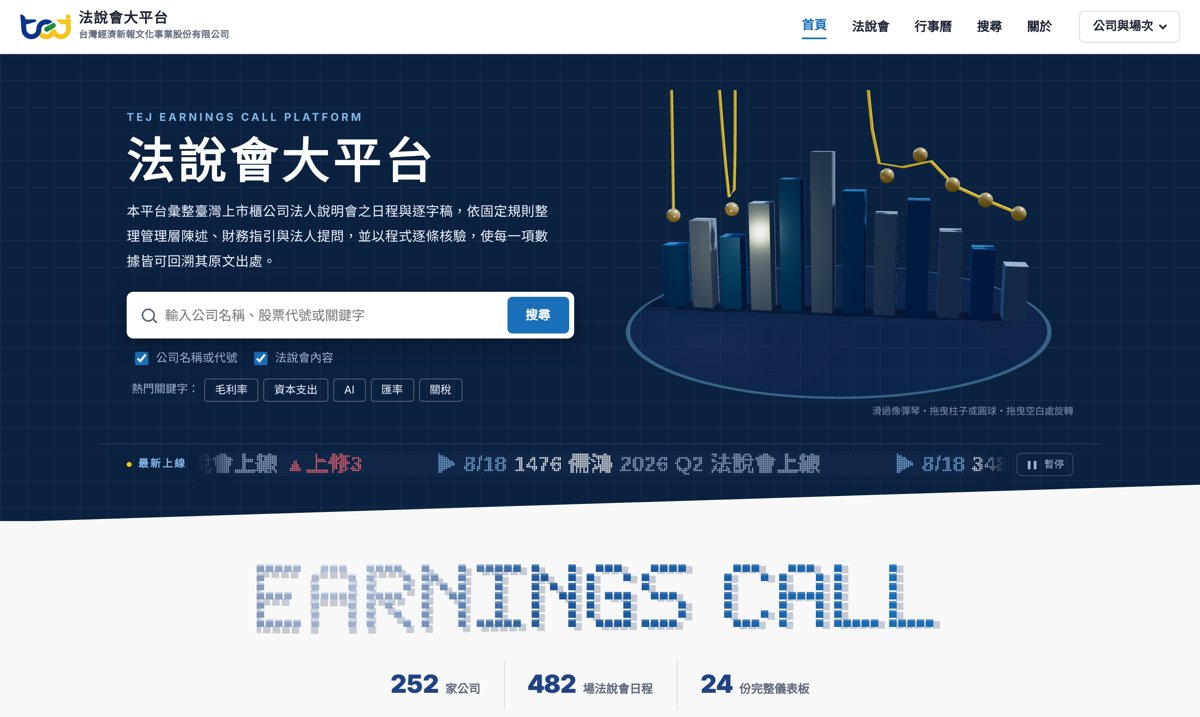 tej
法說會大平台
台灣經濟新報文化事業股份有限公司
首頁
法說會
行事曆
搜尋
關於
公司與場次
TEJ EARNINGS CALL PLATFORM
法說會大平台
本平台彙整臺灣上市櫃公司法人說明會之日程與逐字稿，依固定規則整
理管理層陳述、財務指引與法人提問，並以程式逐條核驗，使每一項數
據皆可回溯其原文出處。
輸入公司名稱、股票代號或關鍵字
搜尋
公司名稱或代號
法說會內容
熱門關鍵字：
毛利率
資本支出
AI
匯率
關稅
滑過像彈琴・拖曳柱子或圓球・拖曳空白處旋轉
最新上線
會上線 ▲上修3
8/18 1476 儒鴻 2026 Q2 法說會上線
8/18
暫停
EARNINGS CALL
252 家公司
482 場法說會日程
24 份完整儀表板